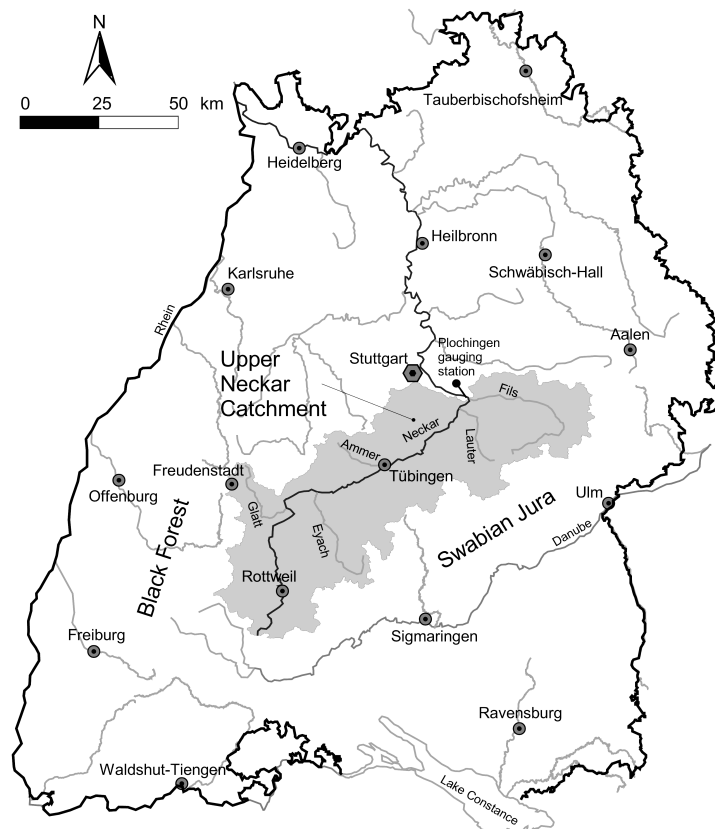 N
0 25 50 km
Tauberbischofsheim
Heidelberg
Heilbronn
Schwäbisch-Hall
Karlsruhe
Rhein
Aalen
Plochingen
gauging
station
Stuttgart
Upper
Neckar
Catchment
Fils
Neckar
Lauter
Ammer
Tübingen
Freudenstadt
Offenburg
Glatt
Eyach
Ulm
Danube
Swabian Jura
Black Forest
Rottweil
Sigmaringen
Freiburg
Ravensburg
Waldshut-Tiengen
Lake Constance